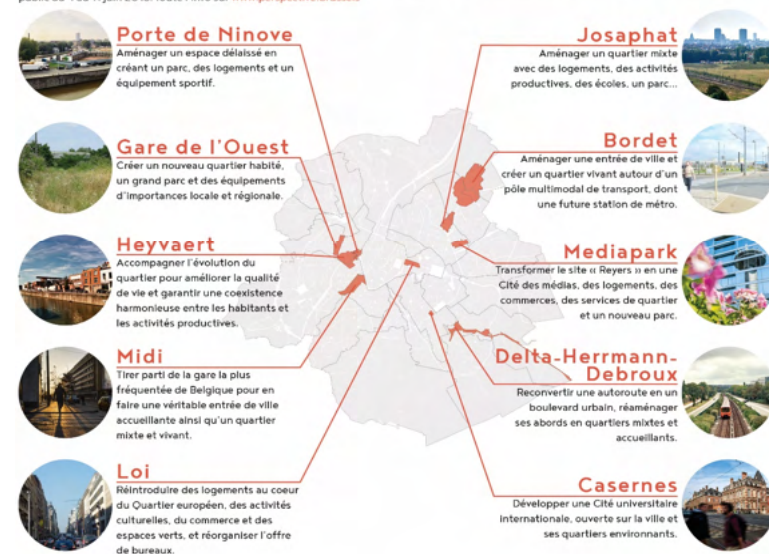 Porte de Ninove
Aménager un espace délaissé en
créant un parc, des logements et un
équipement sportif.
Gare de l'Ouest
Créer un nouveau quartier habité,
un grand parc et des équipements
d'importances locale et régionale.
Heyvaert
Accompagner l'évolution du
quartier pour améliorer la qualité
de vie et garantir une coexistence
harmonieuse entre les habitants et
les activités productives.
Midi
Tirer parti de la gare la plus
fréquentée de Belgique pour en
faire une véritable entrée de ville
accueillante ainsi qu'un quartier
mixte et vivant.
Loi
Réintroduire des logements au coeur
du Quartier européen, des activités
culturelles, du commerce et des
espaces verts, et réorganiser l'offre
de bureaux.
Josaphat
Aménager un quartier mixte
avec des logements, des activités
productives, des écoles, un parc...
Bordet
Aménager une entrée de ville et
créer un quartier vivant autour d'un
pôle multimodal de transport, dont
une future station de métro.
Mediapark
Transformer le site « Reyers » en une
Cité des médias, des logements, des
commerces, des services de quartier
et un nouveau parc.
Delta-Herrmann-
Debroux
Reconvertir une autoroute en un
boulevard urbain, réaménager
ses abords en quartiers mixtes et
accueillants.
Casernes
Développer une Cité universitaire
internationale, ouverte sur la ville et
ses quartiers environnants.